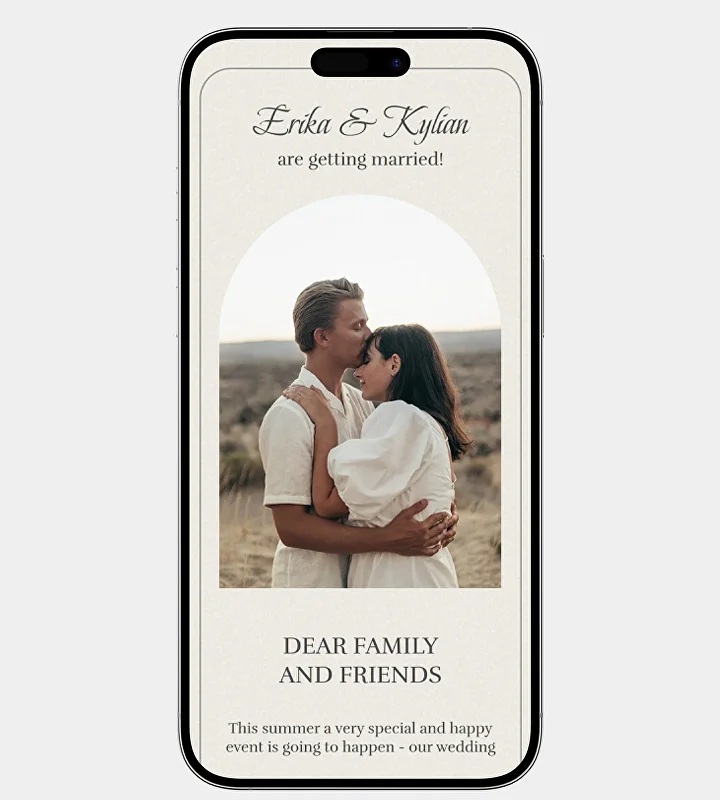 Erika & Kylian
are getting married!
DEAR FAMILY
AND FRIENDS
This summer a very special and happy
event is going to happen - our wedding